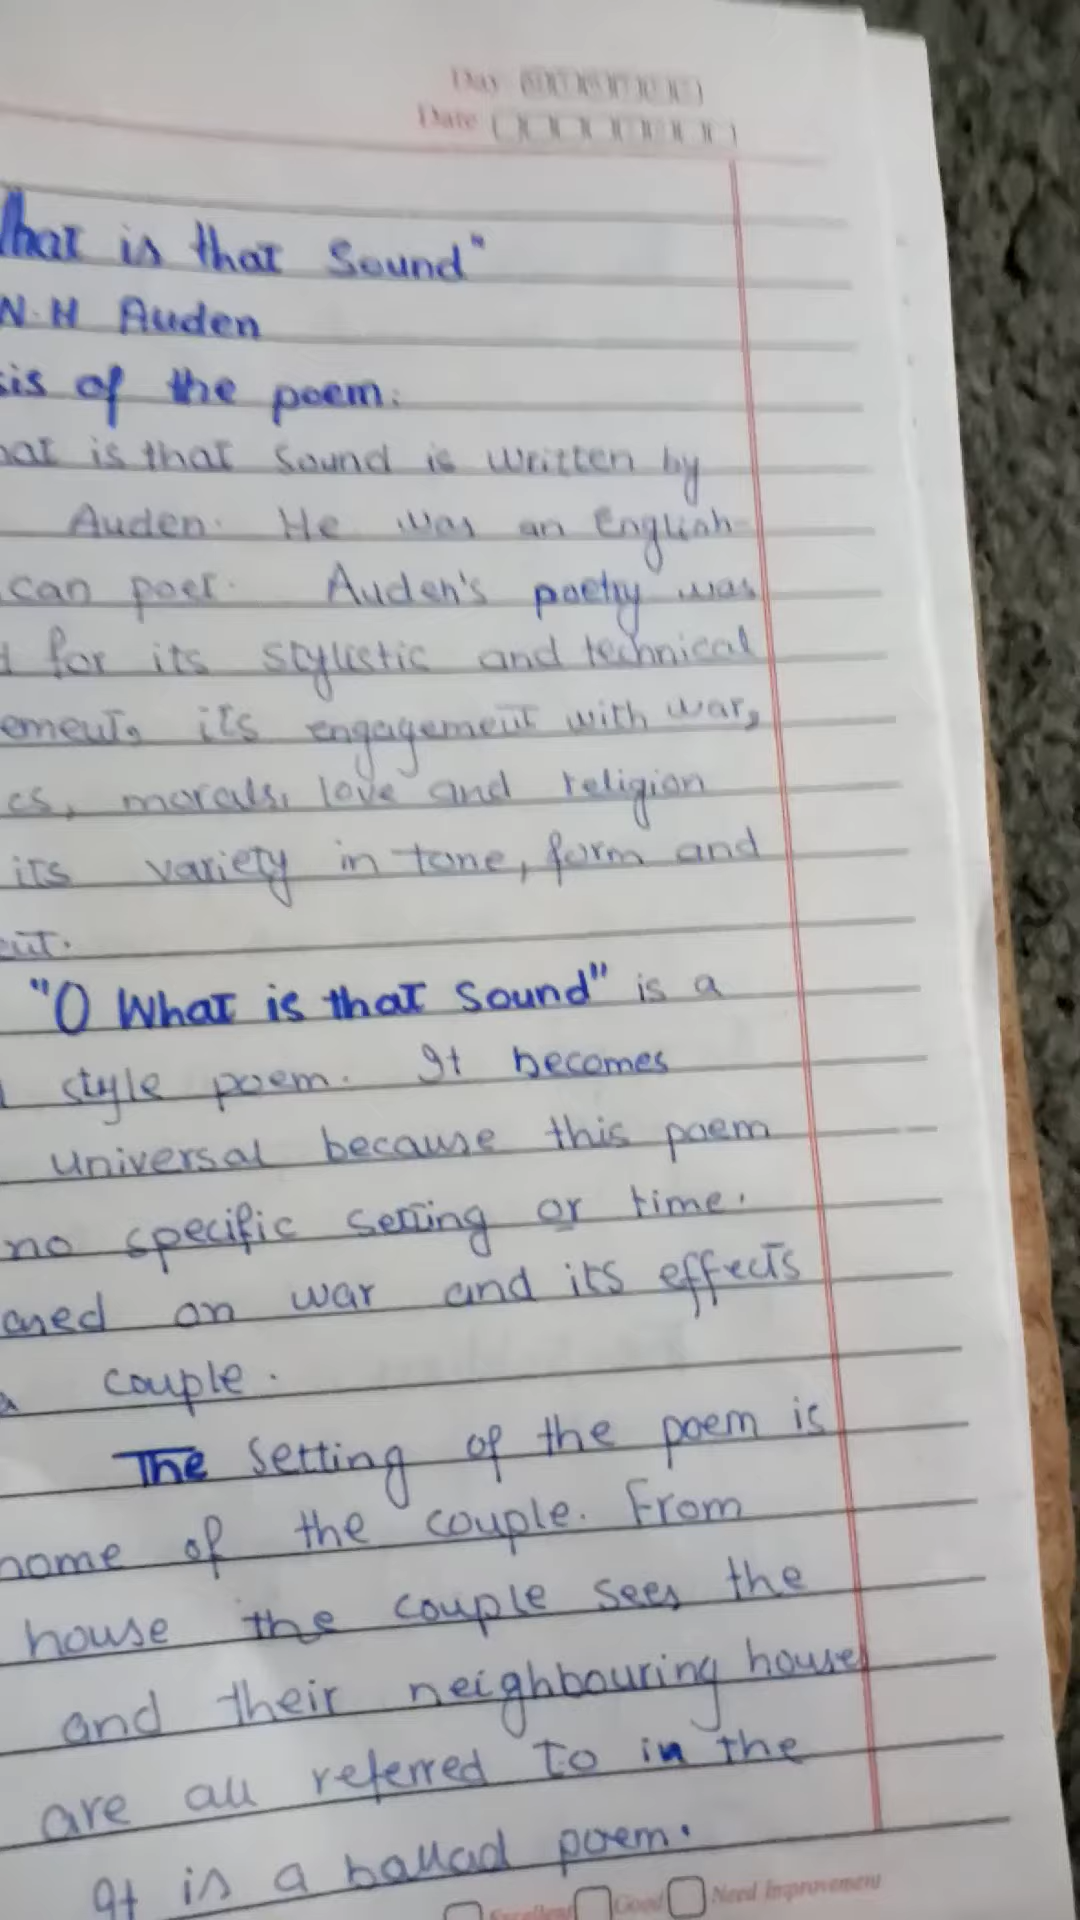 Day
Date
hat is that Sound"
W.H Auden
sis of the poem:
hat is that Sound is written by
Auden. He was an English
can poet. Auden's poetry was
d for its stylistic and technical
ement, its engagement with war,
cs, morals, love and religion
its variety in tone, form and
ent.
"O What is that Sound" is a
style poem. It becomes
universal because this poem
no specific setting or time.
ased on war and its effects
a couple.
The Setting of the poem is
home of the couple. From
house the couple sees the
and their neighbouring house
are all referred to in the
It is a ballad poem.
Excellent Good Need Improvement